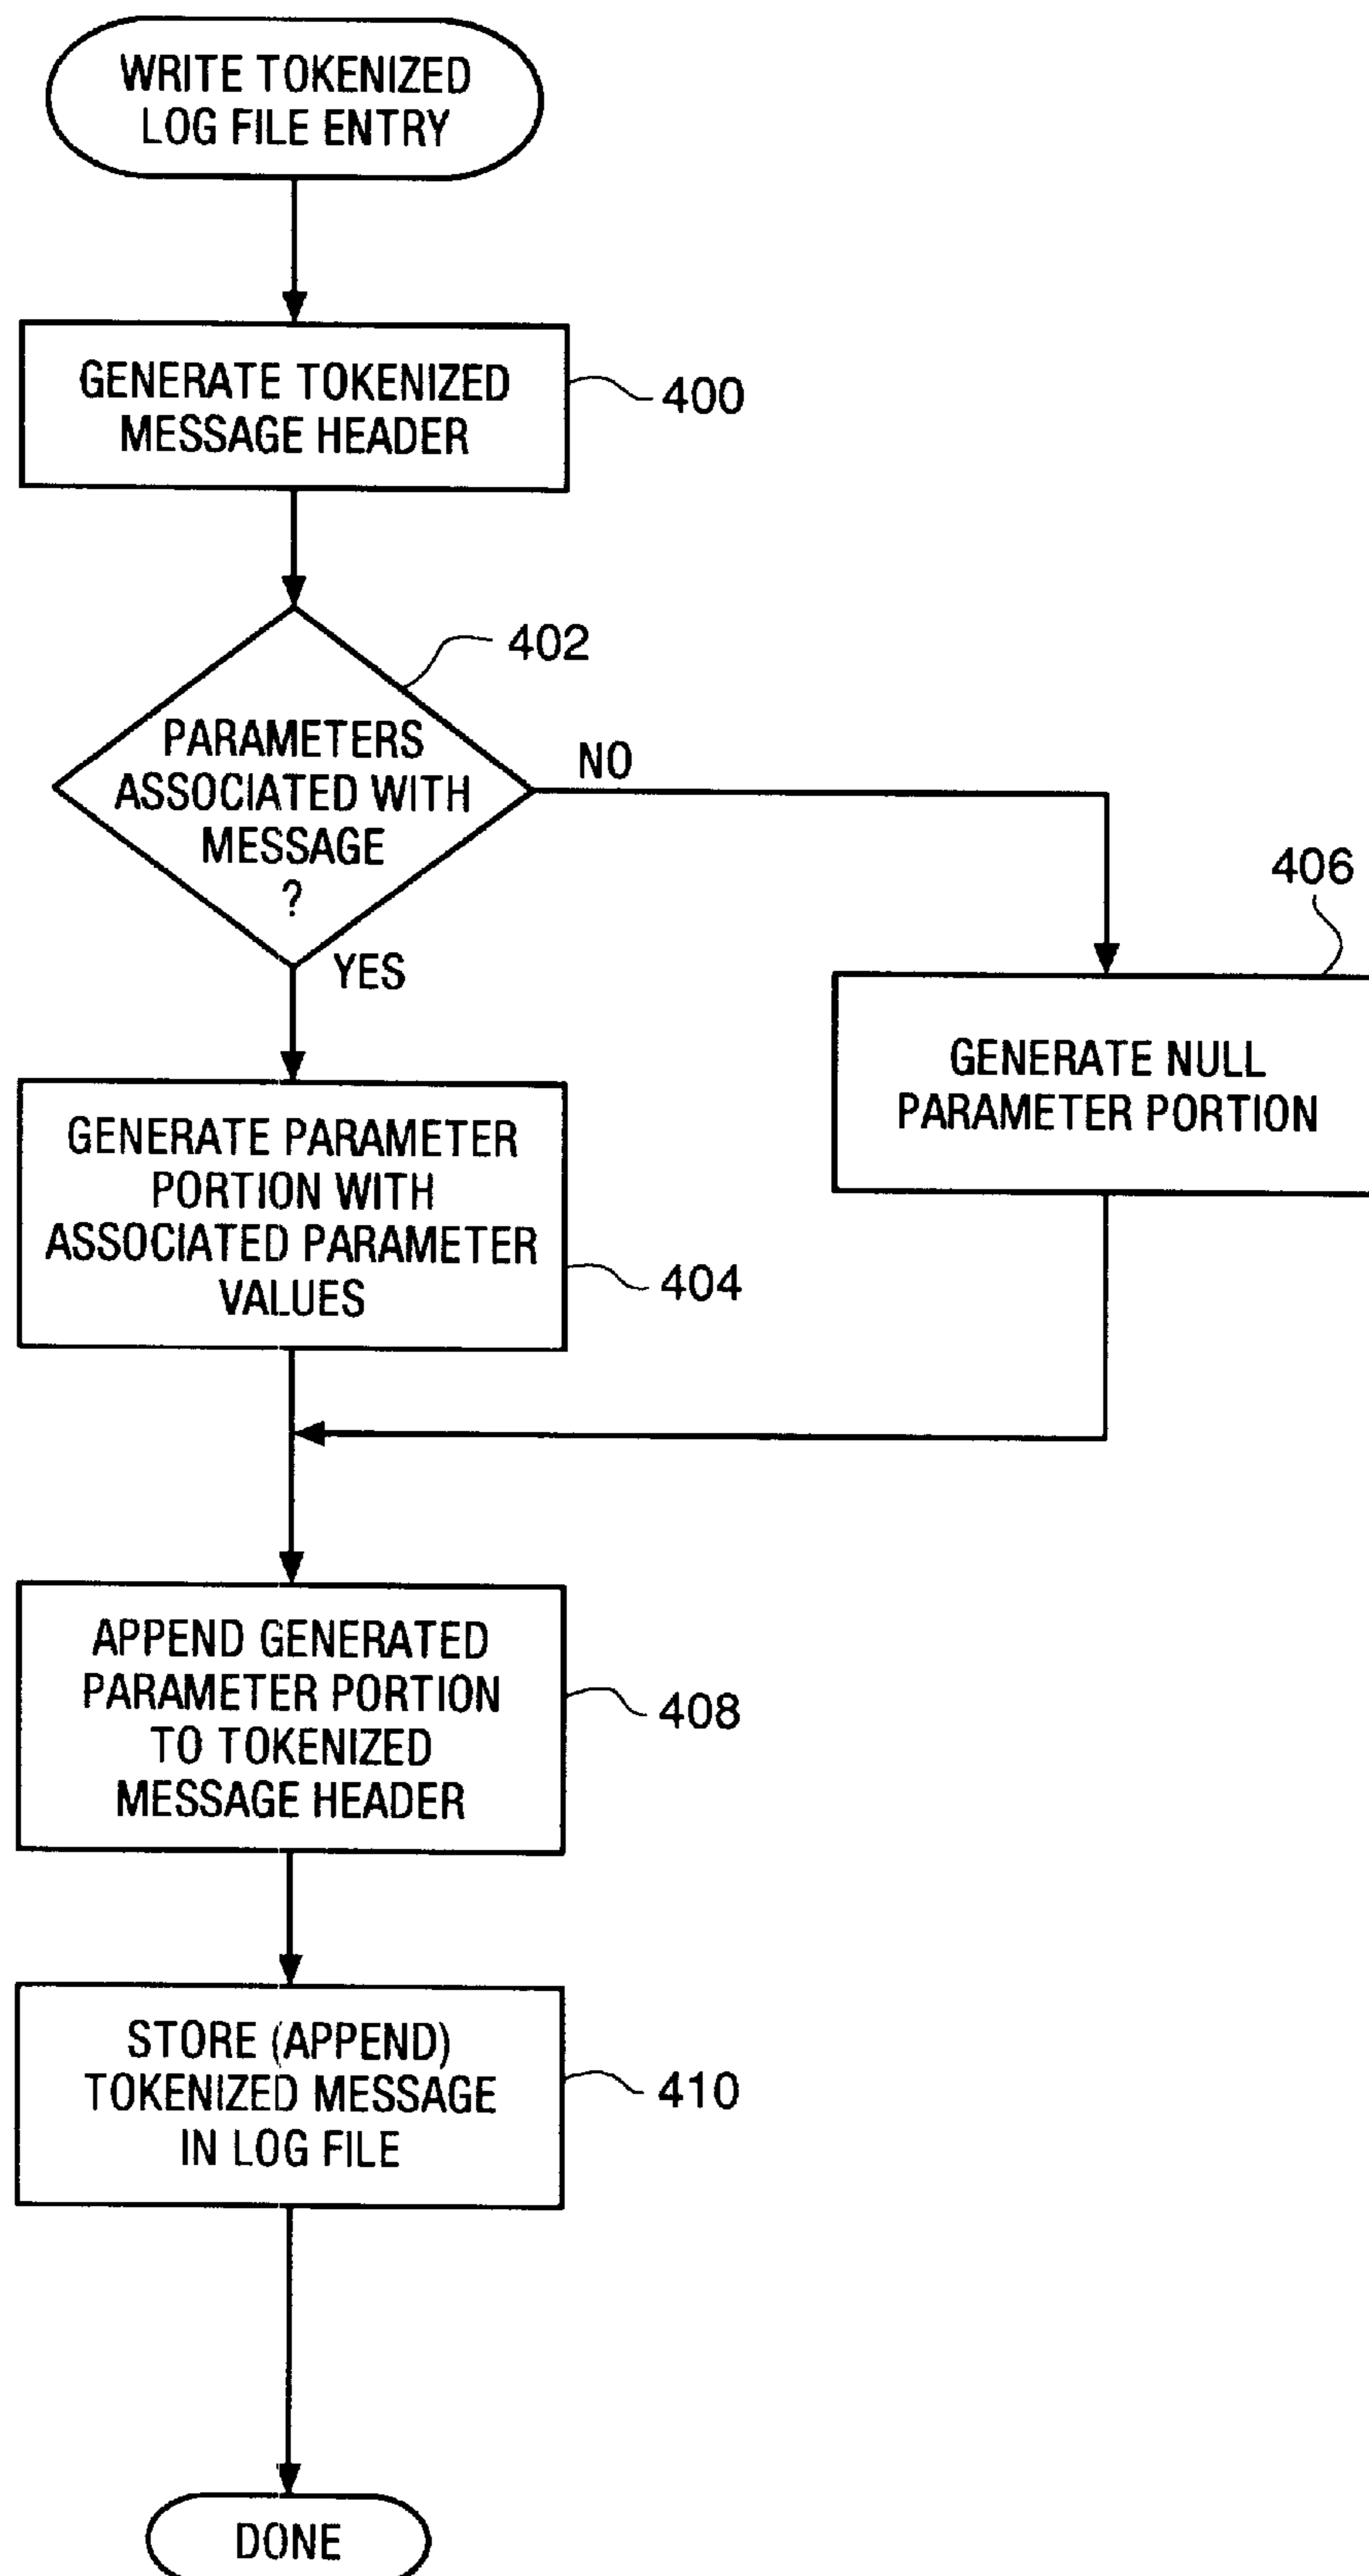 WRITE TOKENIZED
LOG FILE ENTRY
GENERATE TOKENIZED
MESSAGE HEADER
400
402
PARAMETERS
ASSOCIATED WITH
MESSAGE
?
NO
YES
406
GENERATE NULL
PARAMETER PORTION
GENERATE PARAMETER
PORTION WITH
ASSOCIATED PARAMETER
VALUES
404
APPEND GENERATED
PARAMETER PORTION
TO TOKENIZED
MESSAGE HEADER
408
STORE (APPEND)
TOKENIZED MESSAGE
IN LOG FILE
410
DONE